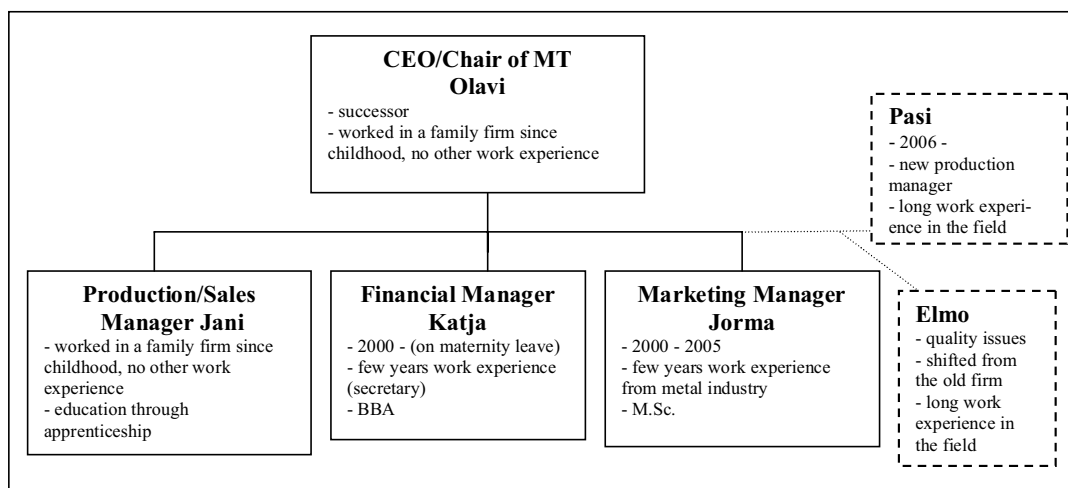 CEO/Chair of MT
Olavi
- successor
- worked in a family firm since
childhood, no other work experience
Pasi
- 2006 -
- new production
manager
- long work experi-
ence in the field
Production/Sales
Manager Jani
- worked in a family firm since
childhood, no other work
experience
- education through
apprenticeship
Financial Manager
Katja
- 2000 - (on maternity leave)
- few years work experience
(secretary)
- BBA
Marketing Manager
Jorma
- 2000 - 2005
- few years work experience
from metal industry
- M.Sc.
Elmo
- quality issues
- shifted from
the old firm
- long work
experience in
the field